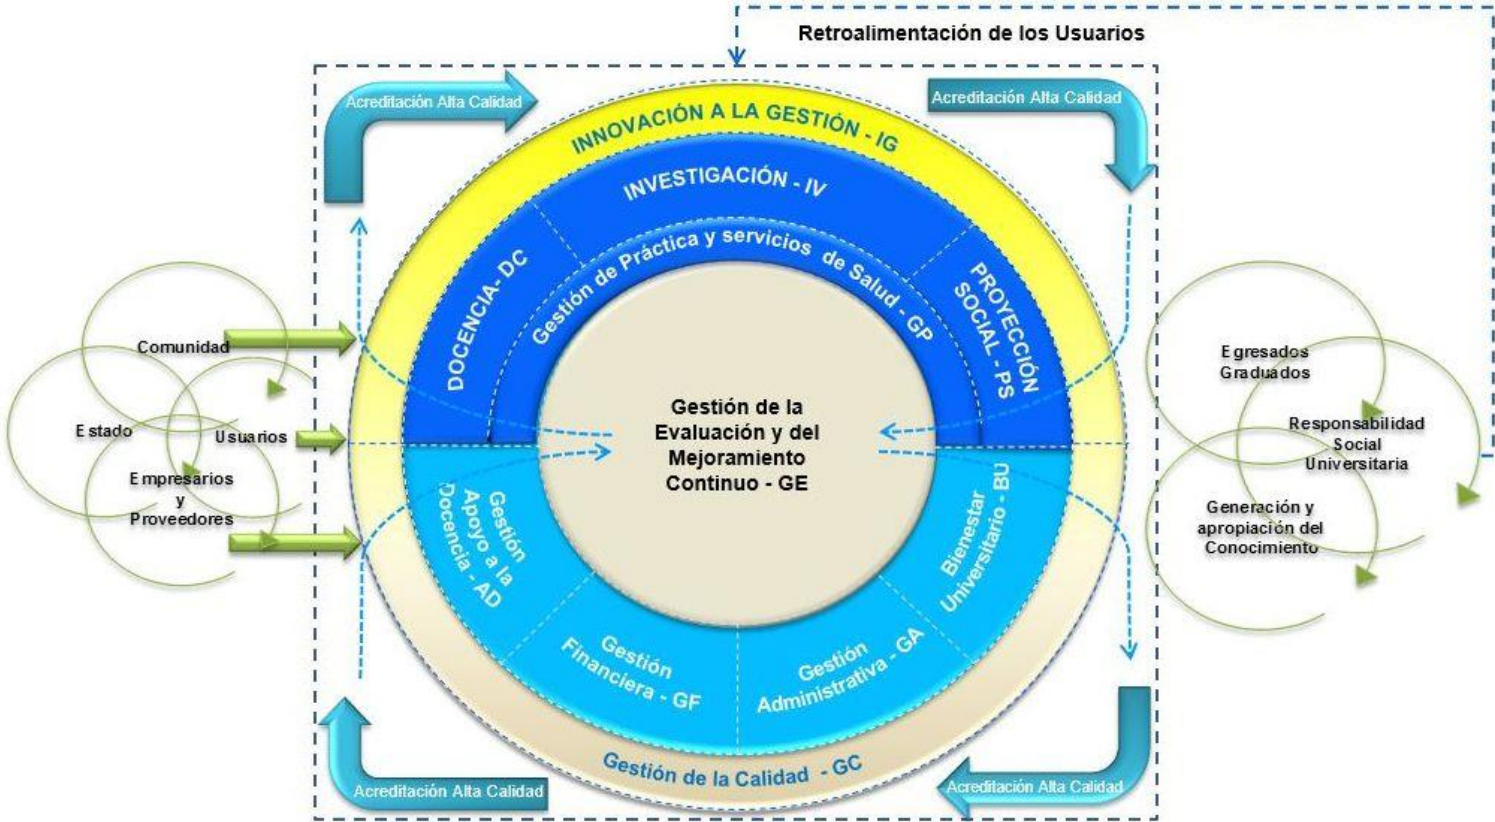 Retroalimentación de los Usuarios
Acreditación Alta Calidad
Acreditación Alta Calidad
INNOVACIÓN A LA GESTIÓN - IG
INVESTIGACIÓN - IV
DOCENCIA- DC
Gestión de Práctica y servicios de Salud - GP
PROYECCIÓN
SOCIAL - PS
Comunidad
Estado
Usuarios
Empresarios
y
Proveedores
Gestión de la
Evaluación y del
Mejoramiento
Continuo - GE
Egresados
Graduados
Responsabilidad
Social
Universitaria
Generación y
apropiación del
Conocimiento
Gestión
Apoyo a la
Docencia - AD
Gestión
Financiera - GF
Gestión
Administrativa - GA
Bienestar
Universitario - BU
Gestión de la Calidad - GC
Acreditación Alta Calidad
Acreditación Alta Calidad